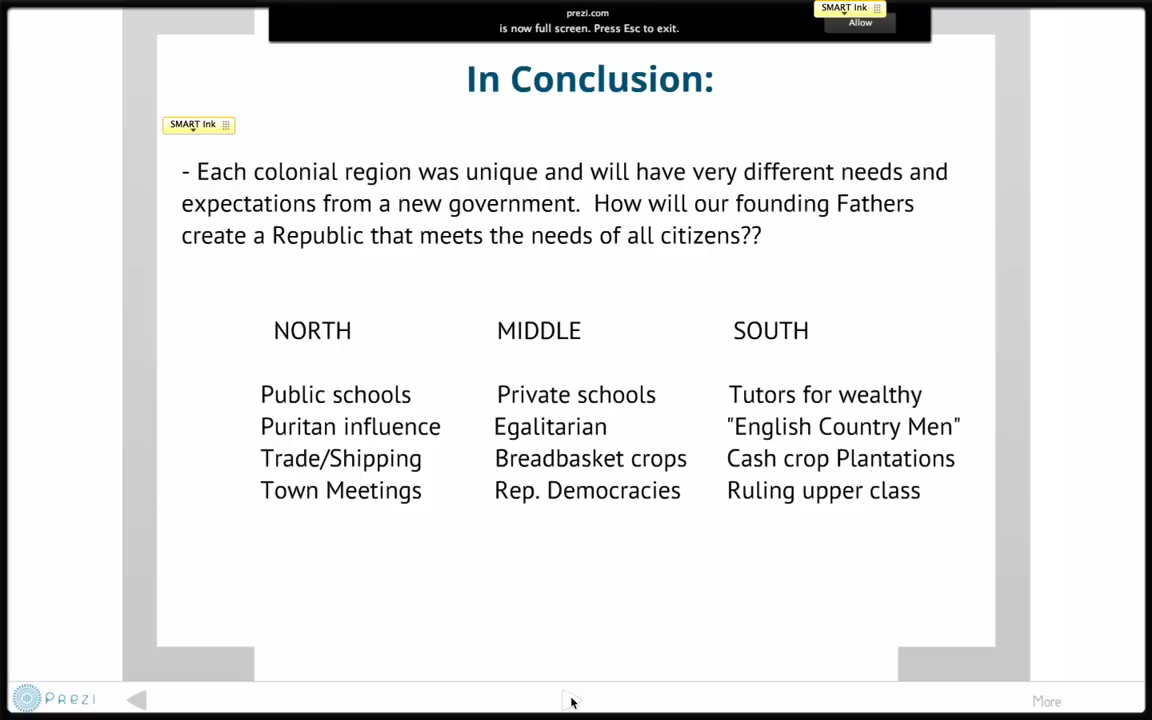 prezi.com
is now full screen. Press Esc to exit.
SMART Ink
Allow
In Conclusion:
SMART Ink
- Each colonial region was unique and will have very different needs and
expectations from a new government.  How will our founding Fathers
create a Republic that meets the needs of all citizens??
NORTH MIDDLE SOUTH
Public schools Private schools Tutors for wealthy
Puritan influence Egalitarian "English Country Men"
Trade/Shipping Breadbasket crops Cash crop Plantations
Town Meetings Rep. Democracies Ruling upper class
PREZI More